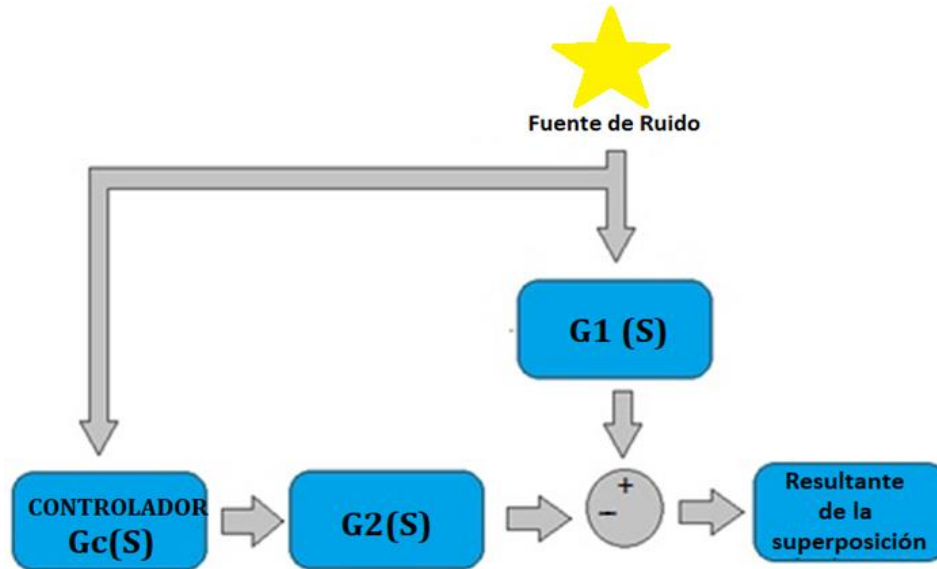 Fuente de Ruido
G1 (S)
CONTROLADOR
Gc(S)
G2(S)
+
−
Resultante
de la
superposición